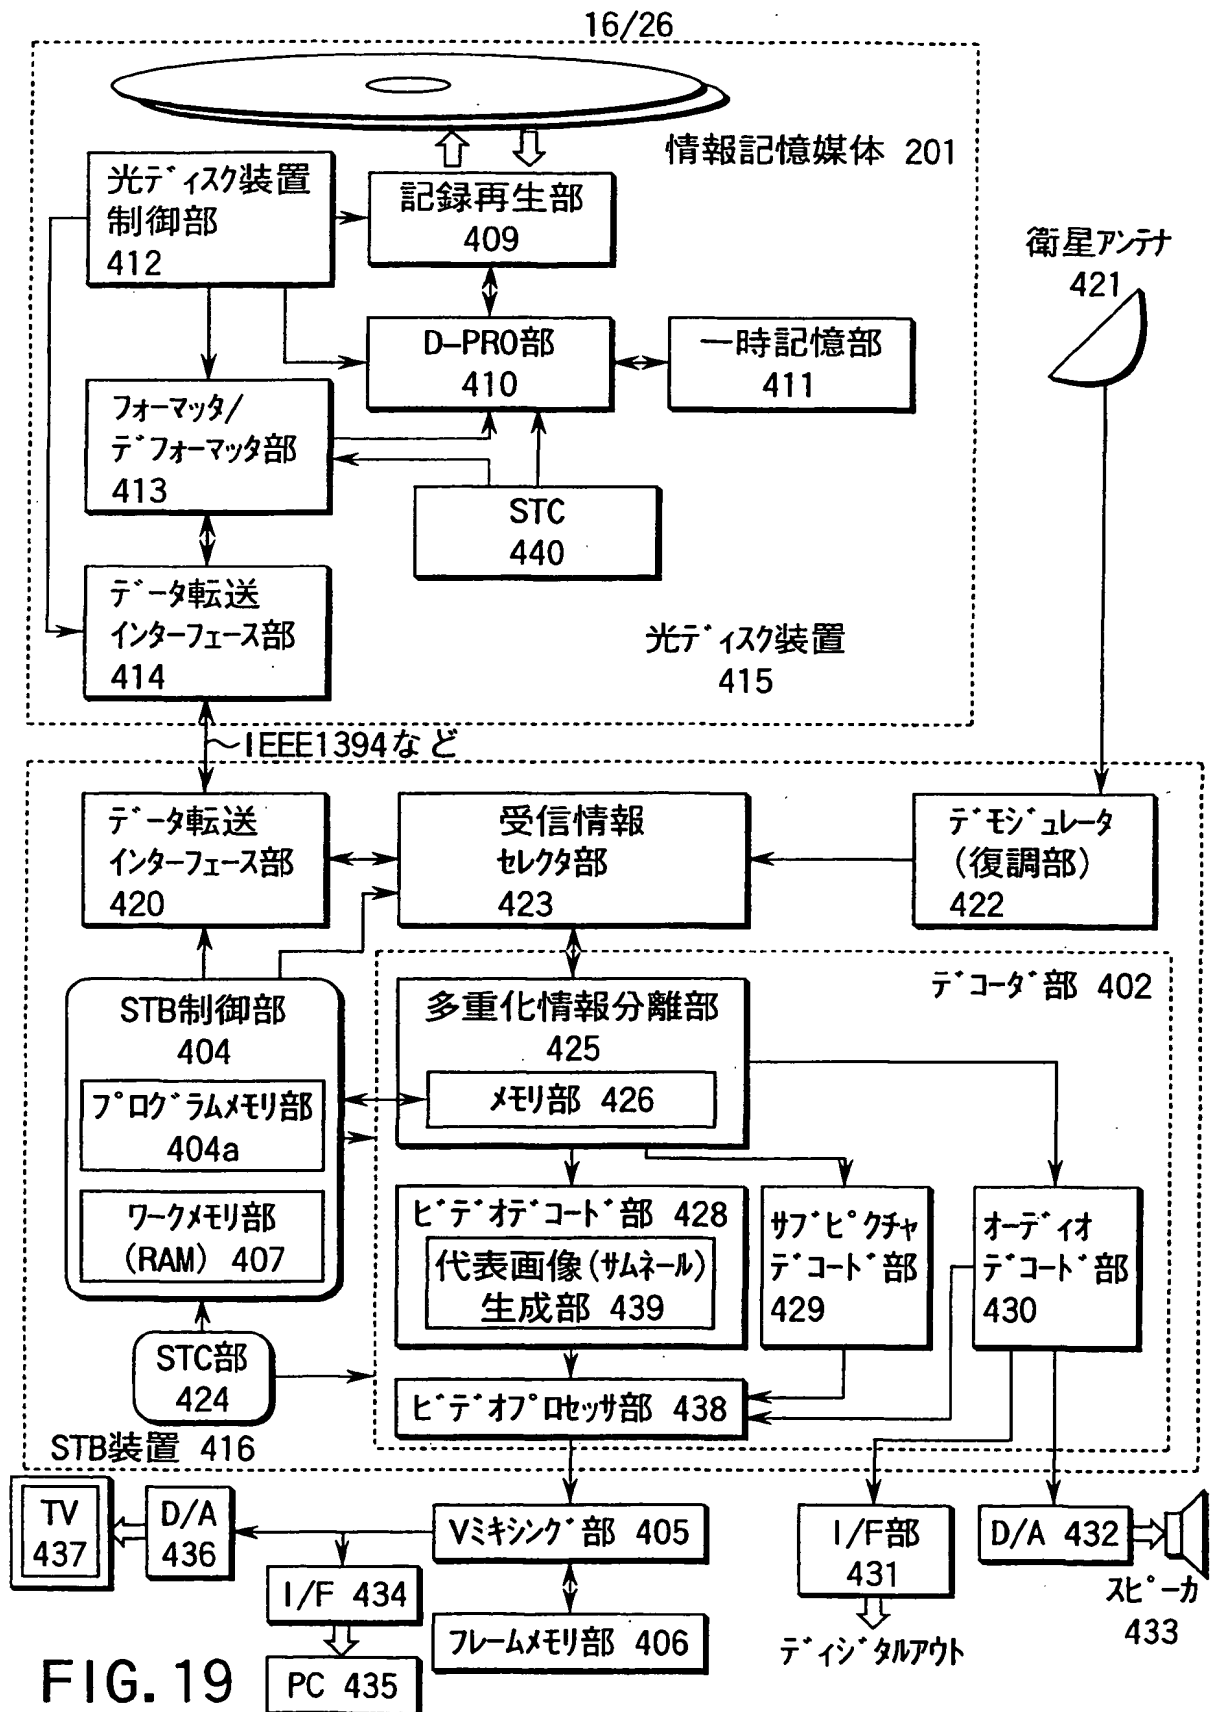 16/26
情報記憶媒体 201
光ディスク装置
制御部
412
記録再生部
409
衛星アンテナ
421
D-PRO部
410
一時記憶部
411
フォーマッタ/
デフォーマッタ部
413
STC
440
データ転送
インターフェース部
414
光ディスク装置
415
IEEE1394など
データ転送
インターフェース部
420
受信情報
セレクタ部
423
デモジュレータ
(復調部)
422
デコーダ部 402
STB制御部
404
プログラムメモリ部
404a
ワークメモリ部
(RAM) 407
多重化情報分離部
425
メモリ部 426
ビデオデコード部 428
代表画像(サムネール)
生成部 439
サブピクチャ
デコード部
429
オーディオ
デコード部
430
STC部
424
ビデオプロセッサ部 438
STB装置 416
TV
437
D/A
436
Vミキシング部 405
I/F部
431
D/A 432
スピーカ
433
I/F 434
フレームメモリ部 406
ディジタルアウト
PC 435
FIG. 19